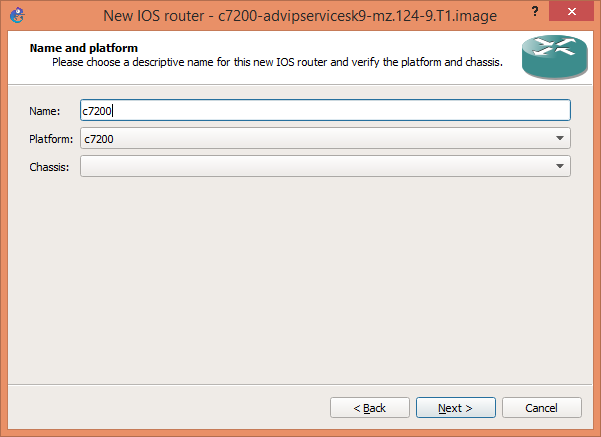 New IOS router - c7200-advipservicesk9-mz.124-9.T1.image
?
Name and platform
Please choose a descriptive name for this new IOS router and verify the platform and chassis.
Name: c7200
Platform: c7200
Chassis:
< Back Next > Cancel